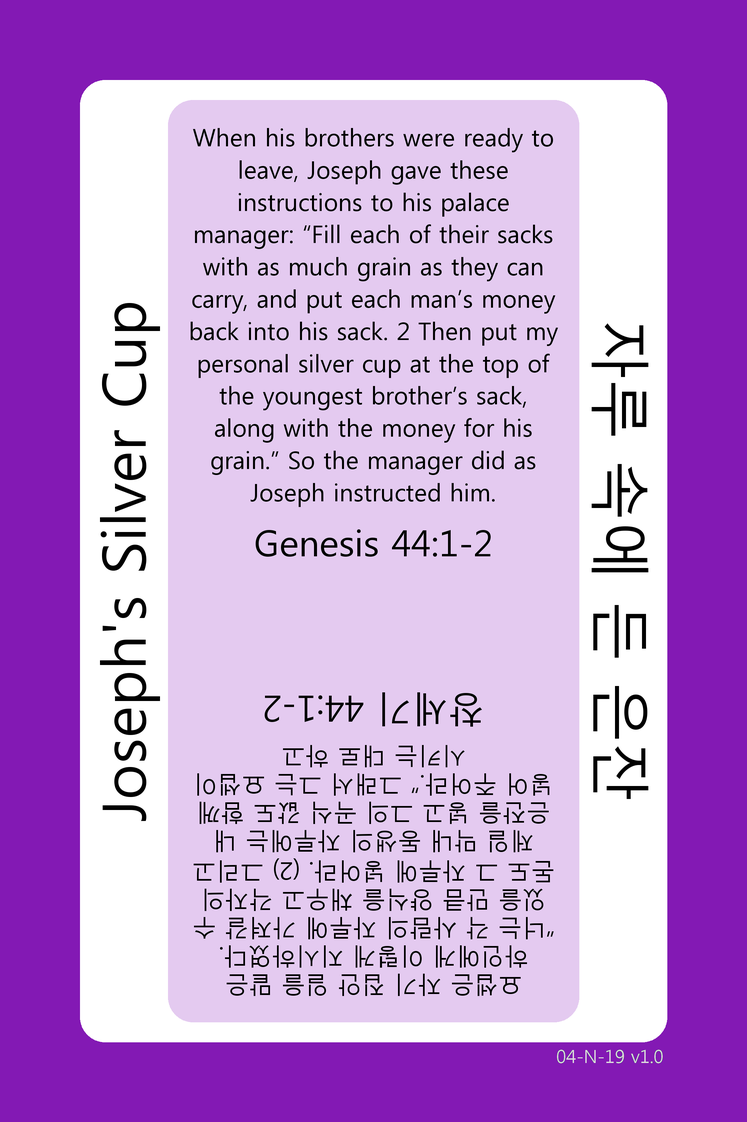 Joseph's Silver Cup
When his brothers were ready to
leave, Joseph gave these
instructions to his palace
manager: “Fill each of their sacks
with as much grain as they can
carry, and put each man’s money
back into his sack. 2 Then put my
personal silver cup at the top of
the youngest brother’s sack,
along with the money for his
grain.” So the manager did as
Joseph instructed him.
Genesis 44:1-2
자루 속에 든 은잔
요셉은 자기 집안 일을 맡은
하인에게 이렇게 지시하였다.
“너는 각 사람의 자루에 가져갈 수
있을 만큼 양식을 채우고 각자의
돈도 그 자루에 넣어라. (2) 그리고
제일 막내 동생의 자루에는 내
은잔을 넣고 그의 곡식 값도 함께
넣어 주어라.” 그래서 그는 요셉이
시키는 대로 하고
창세기 44:1-2
04-N-19 v1.0